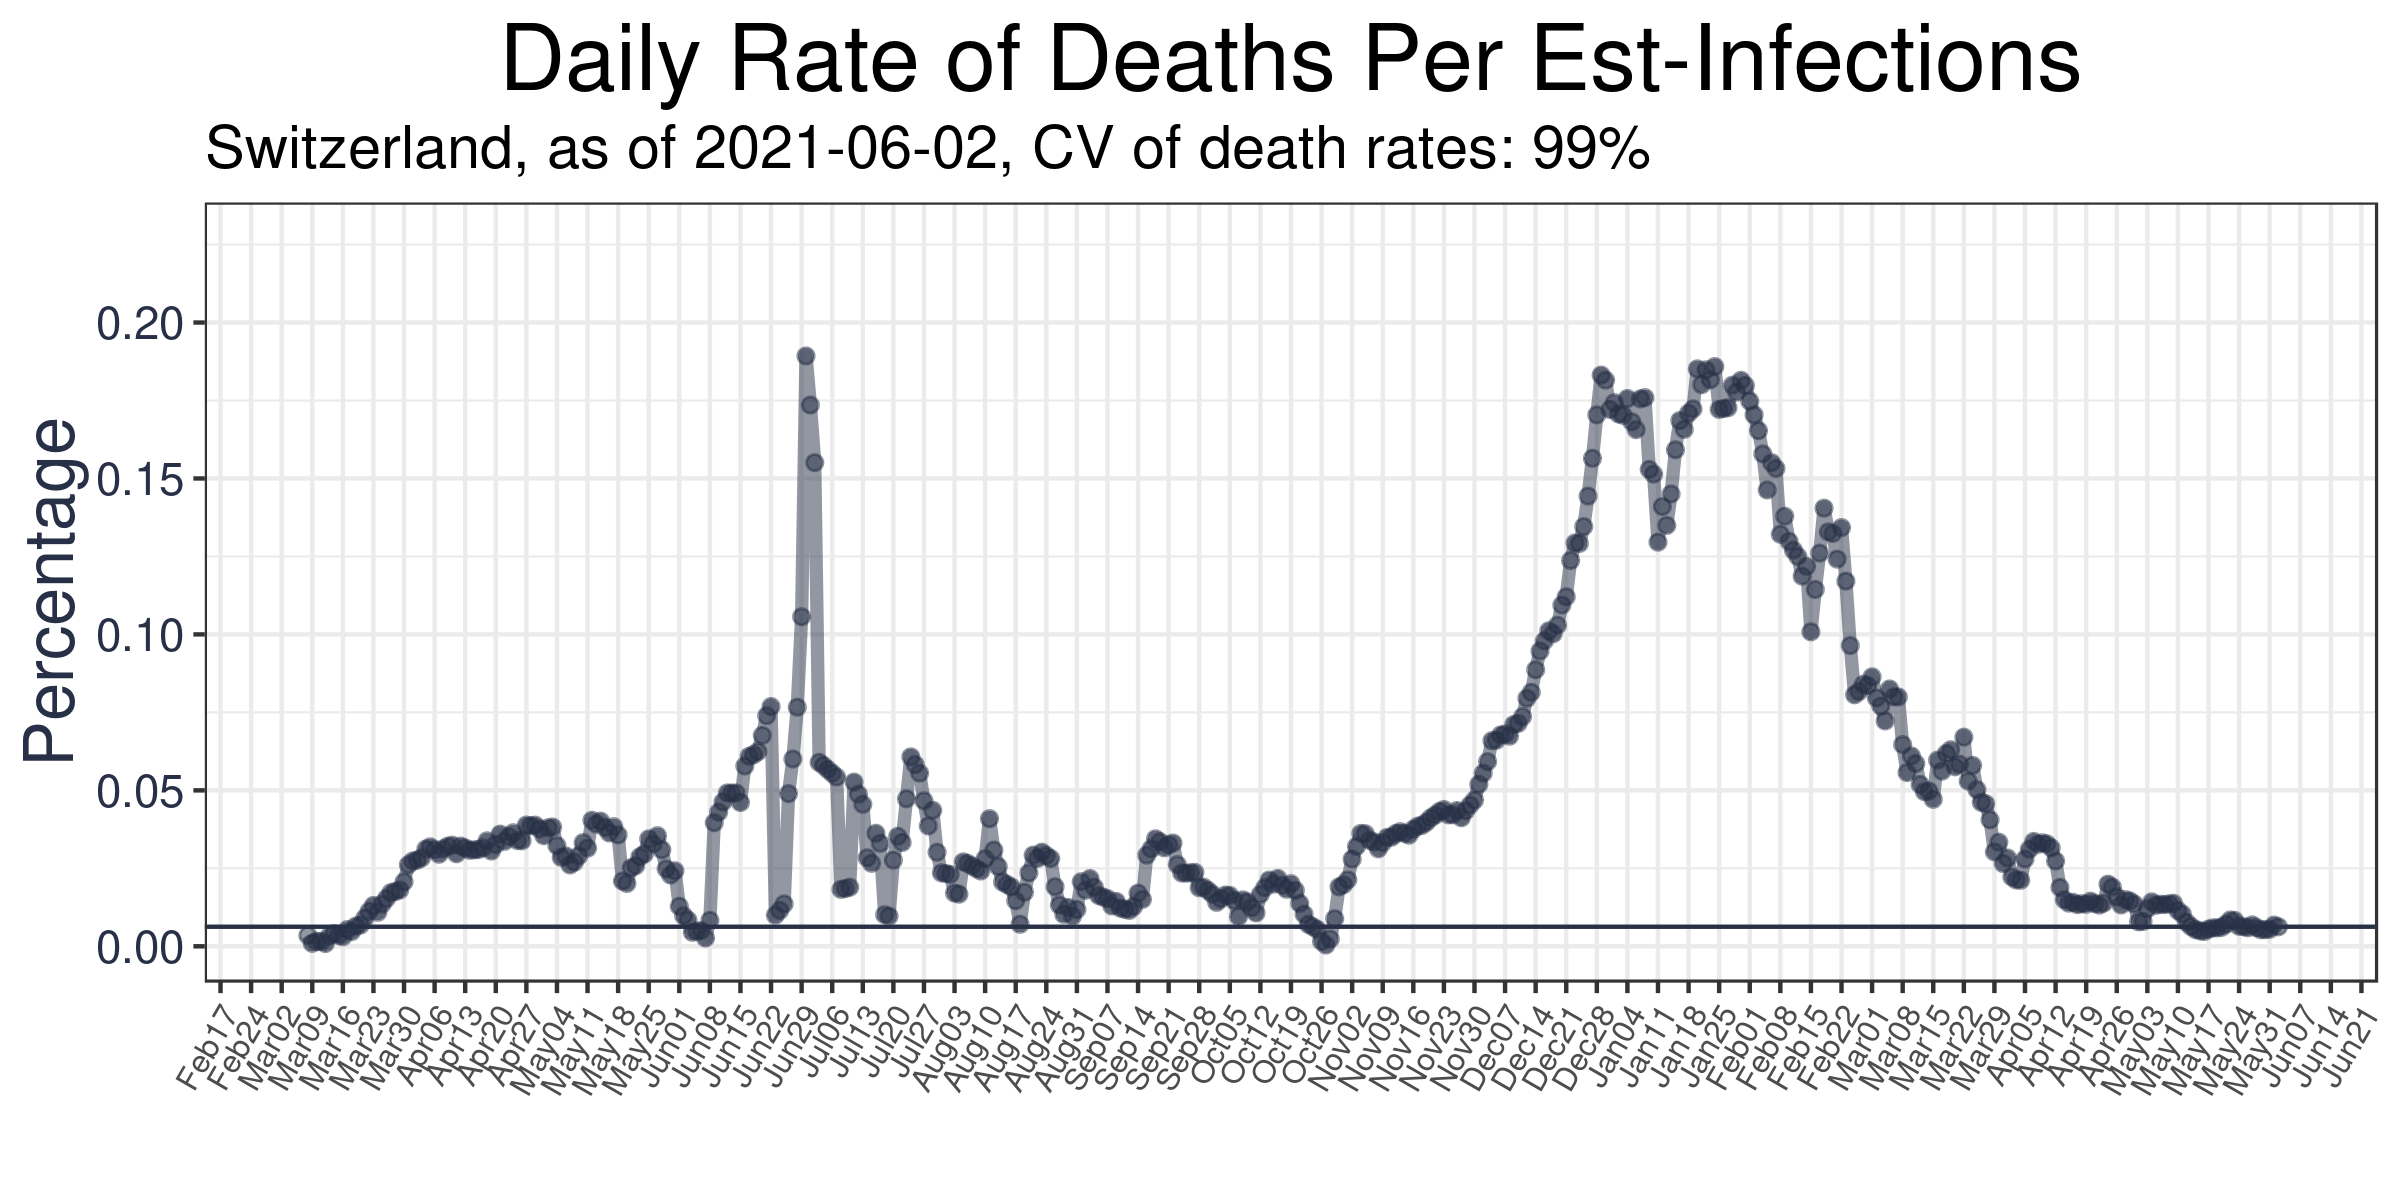 Daily Rate of Deaths Per Est-Infections
Switzerland, as of 2021-06-02, CV of death rates: 99%
Percentage
0.20
0.15
0.10
0.05
0.00
Feb17
Feb24
Mar02
Mar09
Mar16
Mar23
Mar30
Apr06
Apr13
Apr20
Apr27
May04
May11
May18
May25
Jun01
Jun08
Jun15
Jun22
Jun29
Jul06
Jul13
Jul20
Jul27
Aug03
Aug10
Aug17
Aug24
Aug31
Sep07
Sep14
Sep21
Sep28
Oct05
Oct12
Oct19
Oct26
Nov02
Nov09
Nov16
Nov23
Nov30
Dec07
Dec14
Dec21
Dec28
Jan04
Jan11
Jan18
Jan25
Feb01
Feb08
Feb15
Feb22
Mar01
Mar08
Mar15
Mar22
Mar29
Apr05
Apr12
Apr19
Apr26
May03
May10
May17
May24
May31
Jun07
Jun14
Jun21